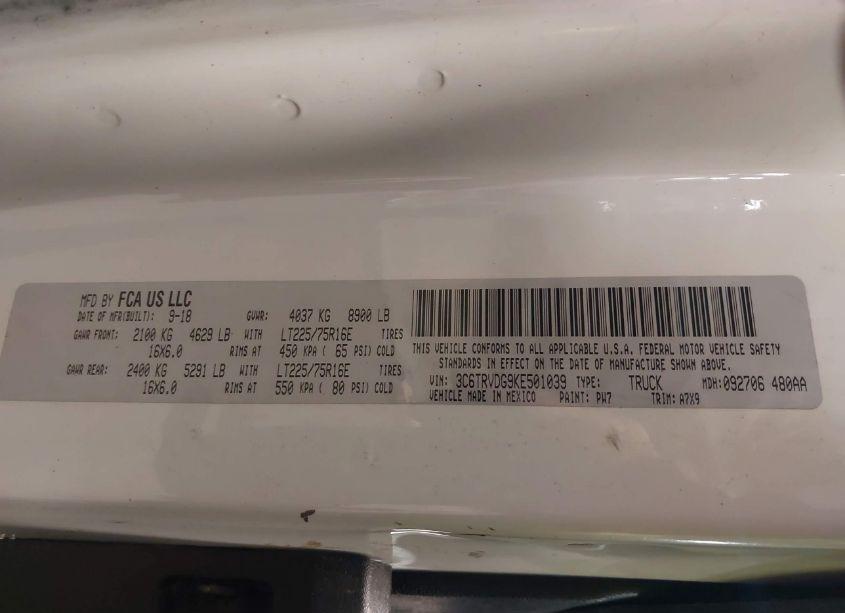 MFD BY FCA US LLC
DATE OF MFR(BUILT): 9-18 GVWR: 4037 KG 8900 LB
GAWR FRONT: 2100 KG 4629 LB WITH LT225/75R16E TIRES
16X6.0 RIMS AT 450 KPA ( 65 PSI) COLD
GAWR REAR: 2400 KG 5291 LB WITH LT225/75R16E TIRES
16X6.0 RIMS AT 550 KPA ( 80 PSI) COLD
THIS VEHICLE CONFORMS TO ALL APPLICABLE U.S.A. FEDERAL MOTOR VEHICLE SAFETY
STANDARDS IN EFFECT ON THE DATE OF MANUFACTURE SHOWN ABOVE.
VIN: 3C6TRVDG9KE501039 TYPE: TRUCK MDH: 092706 480AA
VEHICLE MADE IN MEXICO PAINT: PW7 TRIM: A7X9